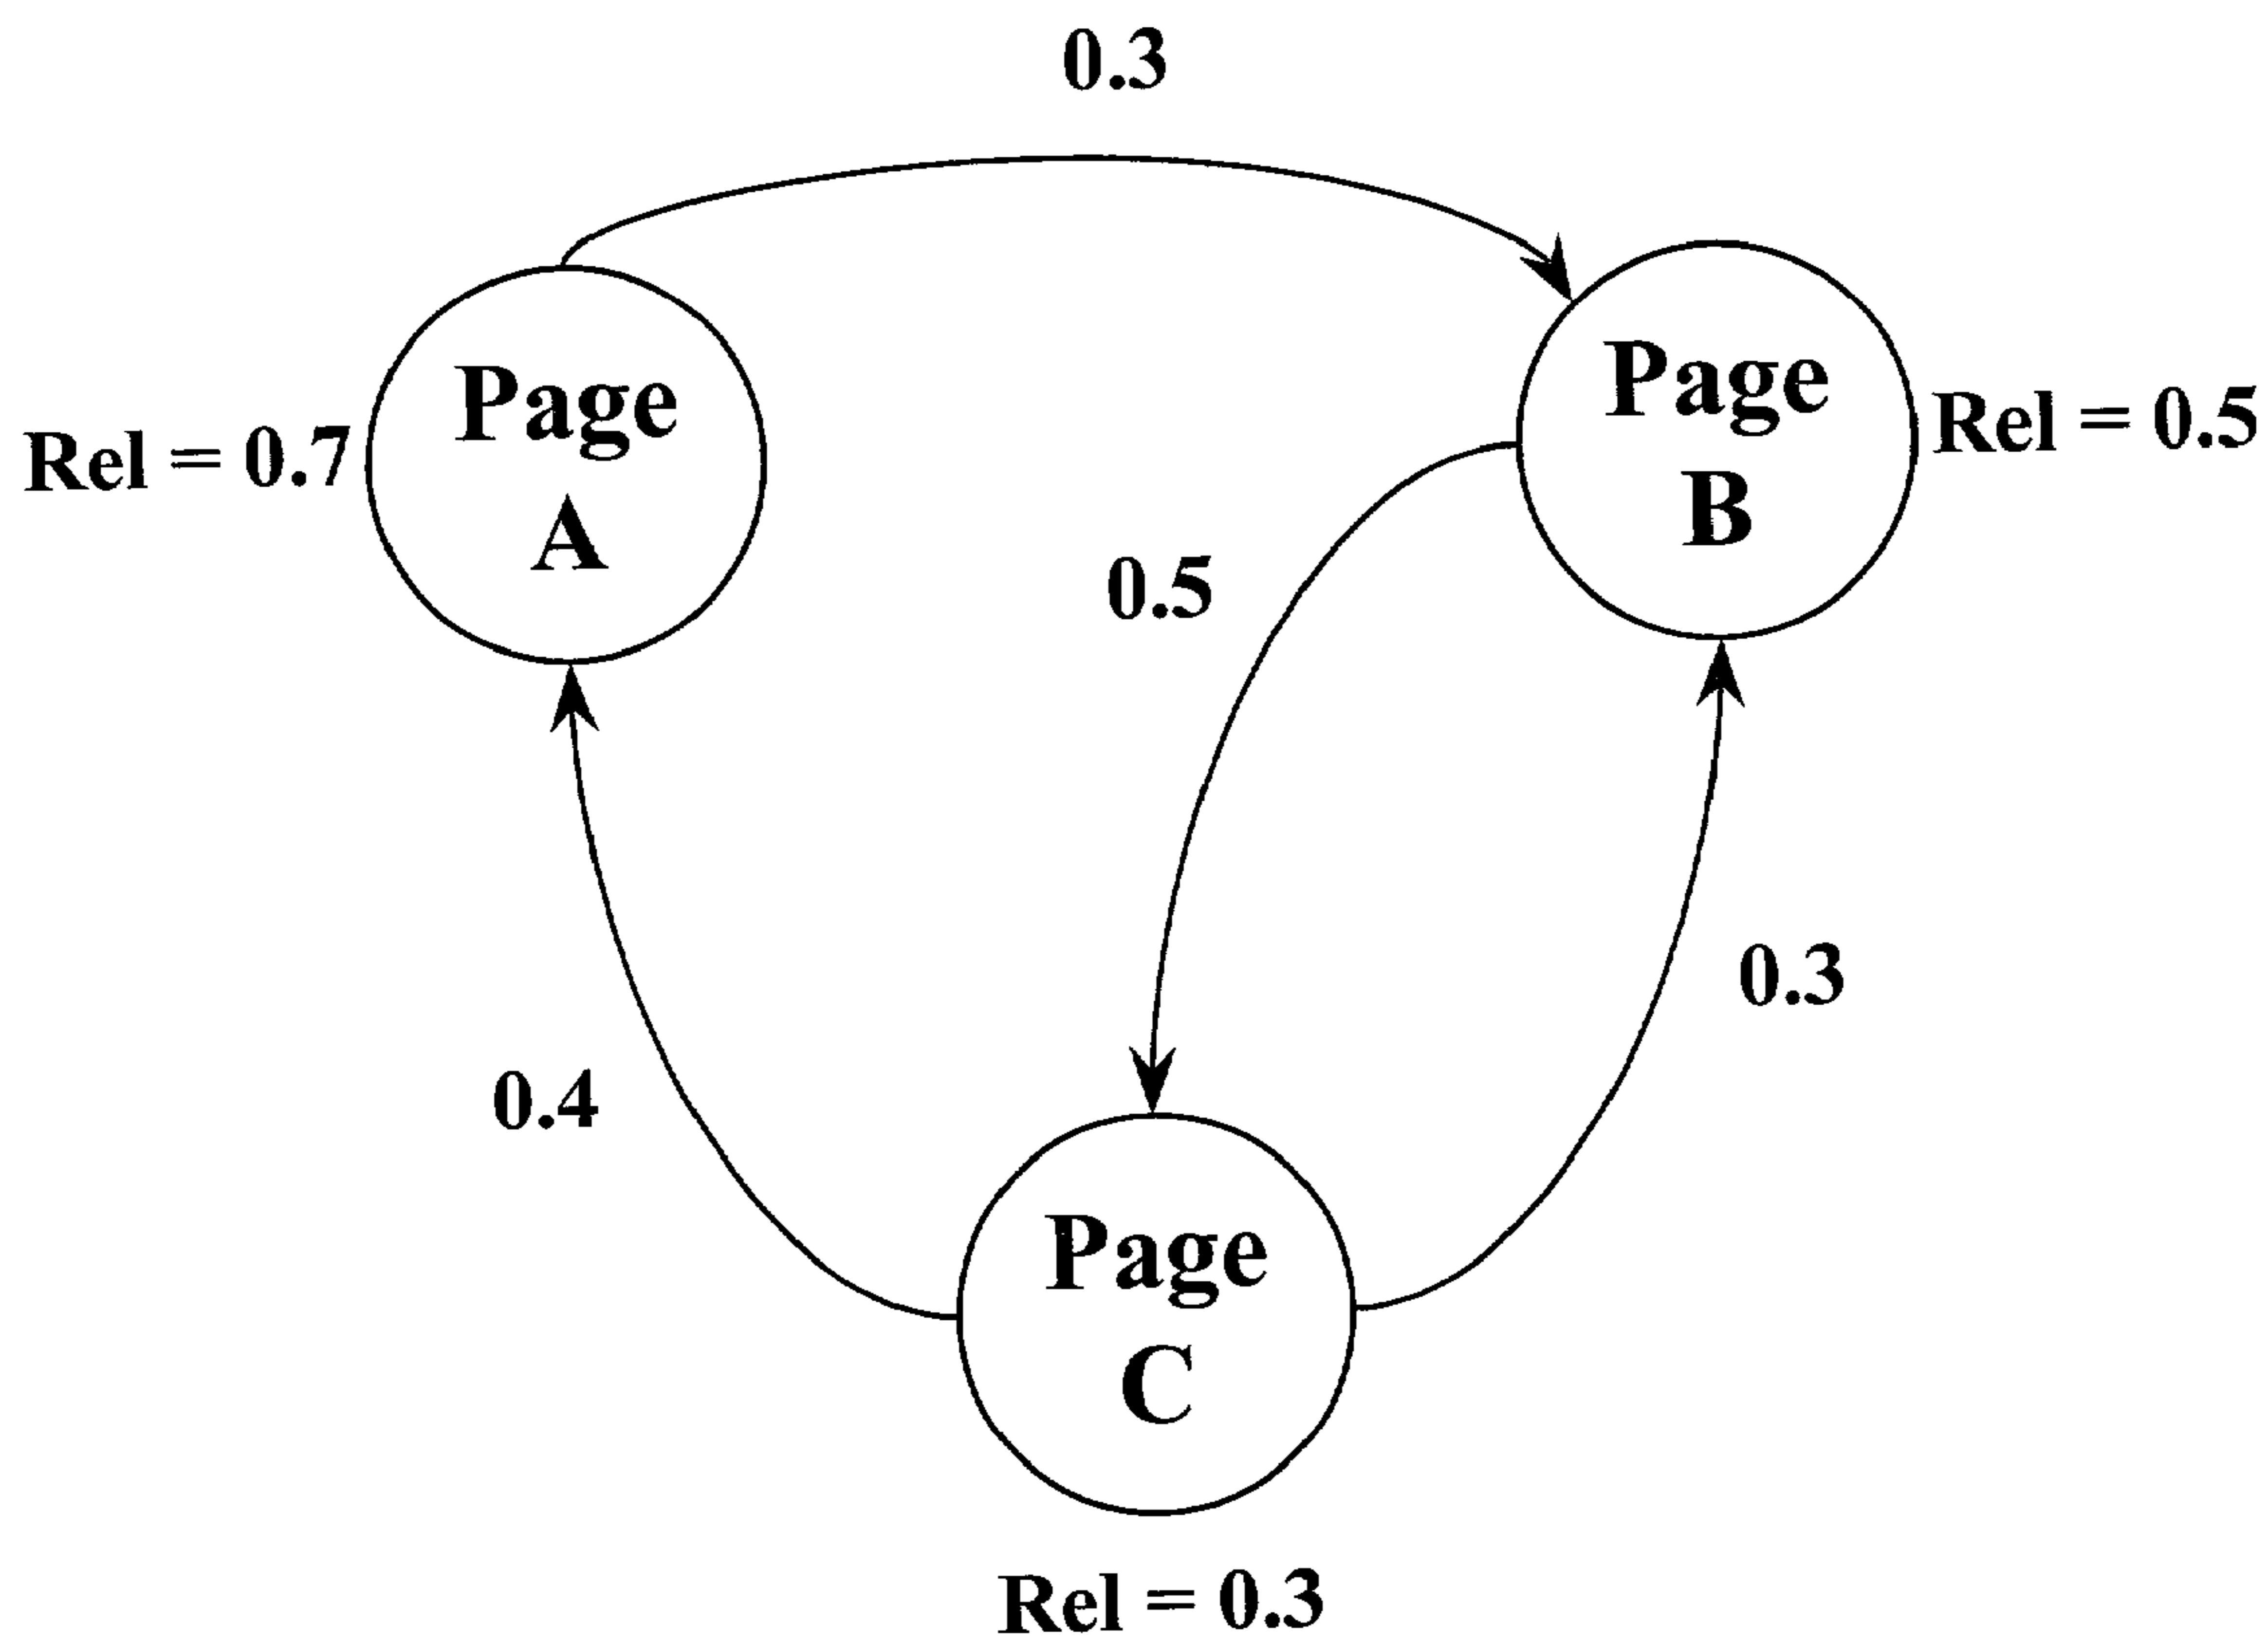 0.3
Page
A
Rel = 0.7
Page
B
Rel = 0.5
0.5
0.3
0.4
Page
C
Rel = 0.3